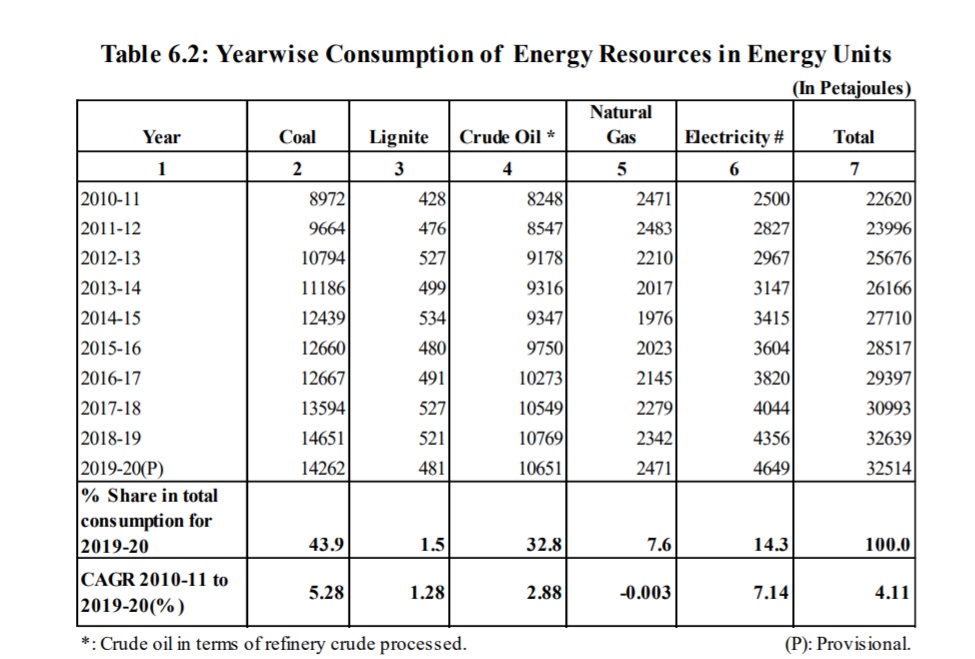 Table 6.2: Yearwise Consumption of Energy Resources in Energy Units
(In Petajoules)
Year Coal Lignite Crude Oil * Natural Gas Electricity # Total
1 2 3 4 5 6 7
2010-11 8972 428 8248 2471 2500 22620
2011-12 9664 476 8547 2483 2827 23996
2012-13 10794 527 9178 2210 2967 25676
2013-14 11186 499 9316 2017 3147 26166
2014-15 12439 534 9347 1976 3415 27710
2015-16 12660 480 9750 2023 3604 28517
2016-17 12667 491 10273 2145 3820 29397
2017-18 13594 527 10549 2279 4044 30993
2018-19 14651 521 10769 2342 4356 32639
2019-20(P) 14262 481 10651 2471 4649 32514
% Share in total
consumption for
2019-20 43.9 1.5 32.8 7.6 14.3 100.0
CAGR 2010-11 to
2019-20(%) 5.28 1.28 2.88 -0.003 7.14 4.11
*: Crude oil in terms of refinery crude processed. (P): Provisional.